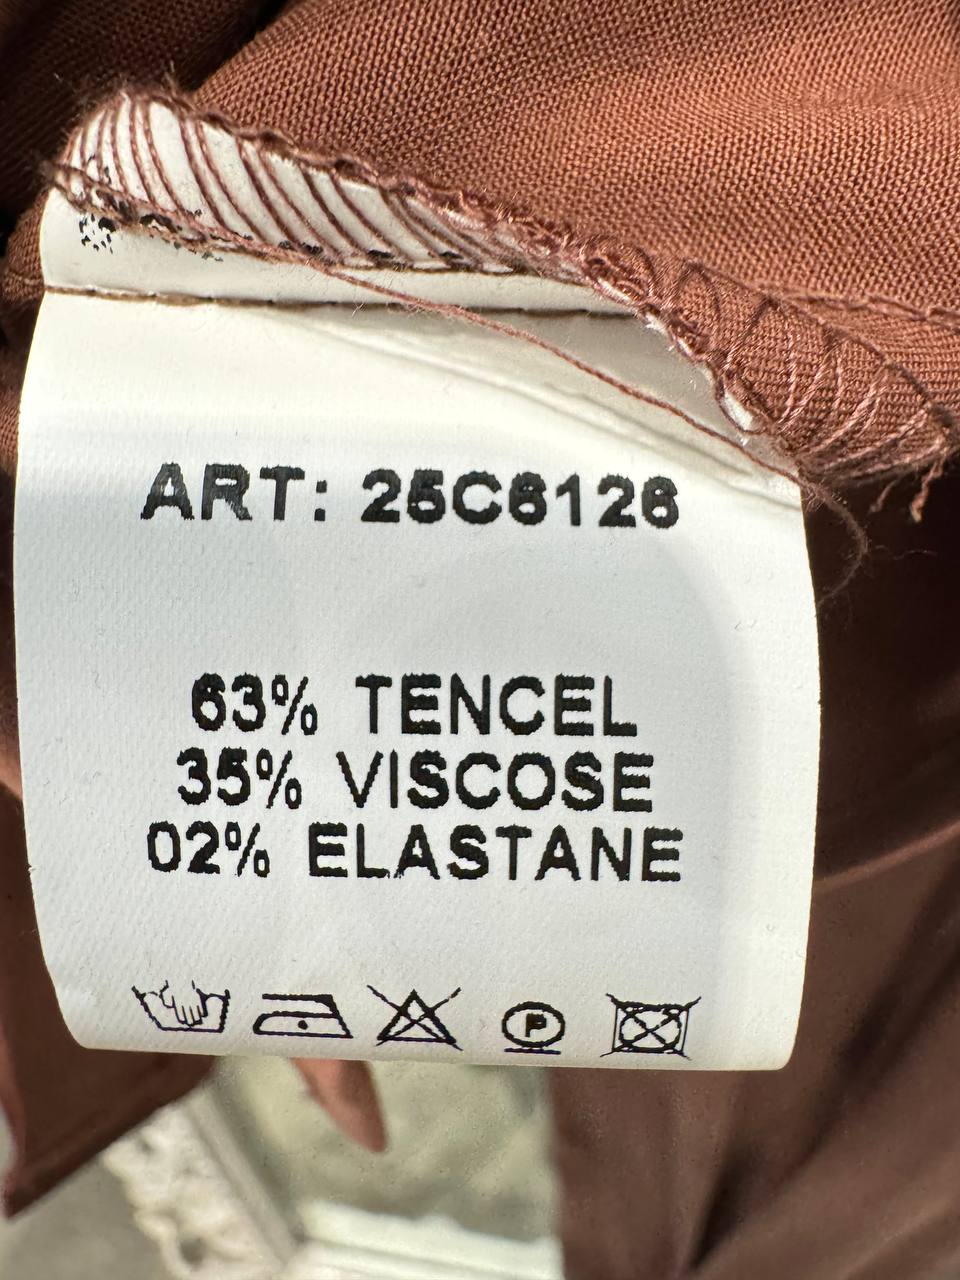 ART: 25C6126
63% TENCEL
35% VISCOSE
02% ELASTANE
P